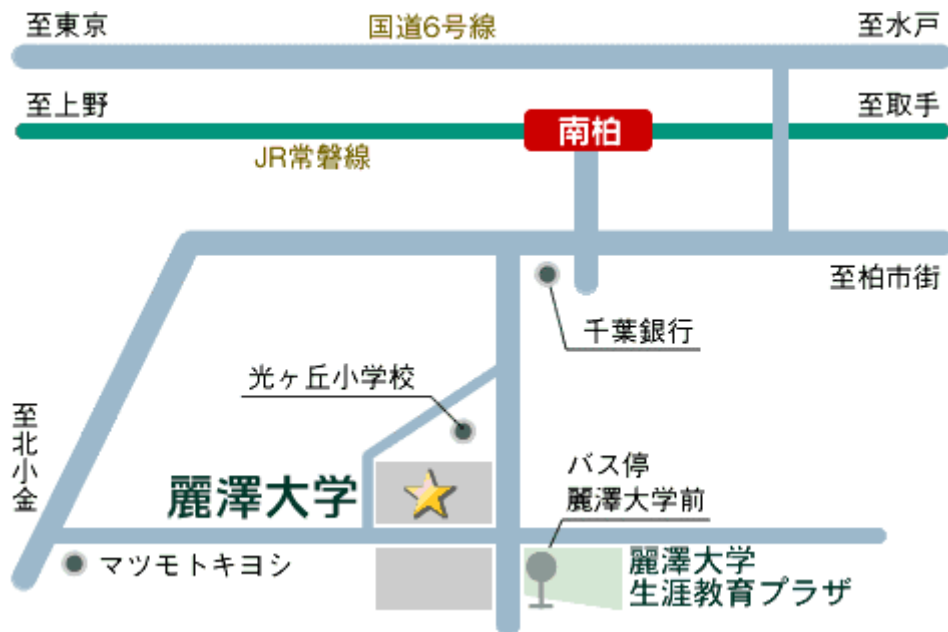 至東京
国道6号線
至水戸
至上野
南柏
至取手
JR常磐線
至柏市街
千葉銀行
光ヶ丘小学校
至北小金
バス停
麗澤大学前
麗澤大学
マツモトキヨシ
麗澤大学
生涯教育プラザ